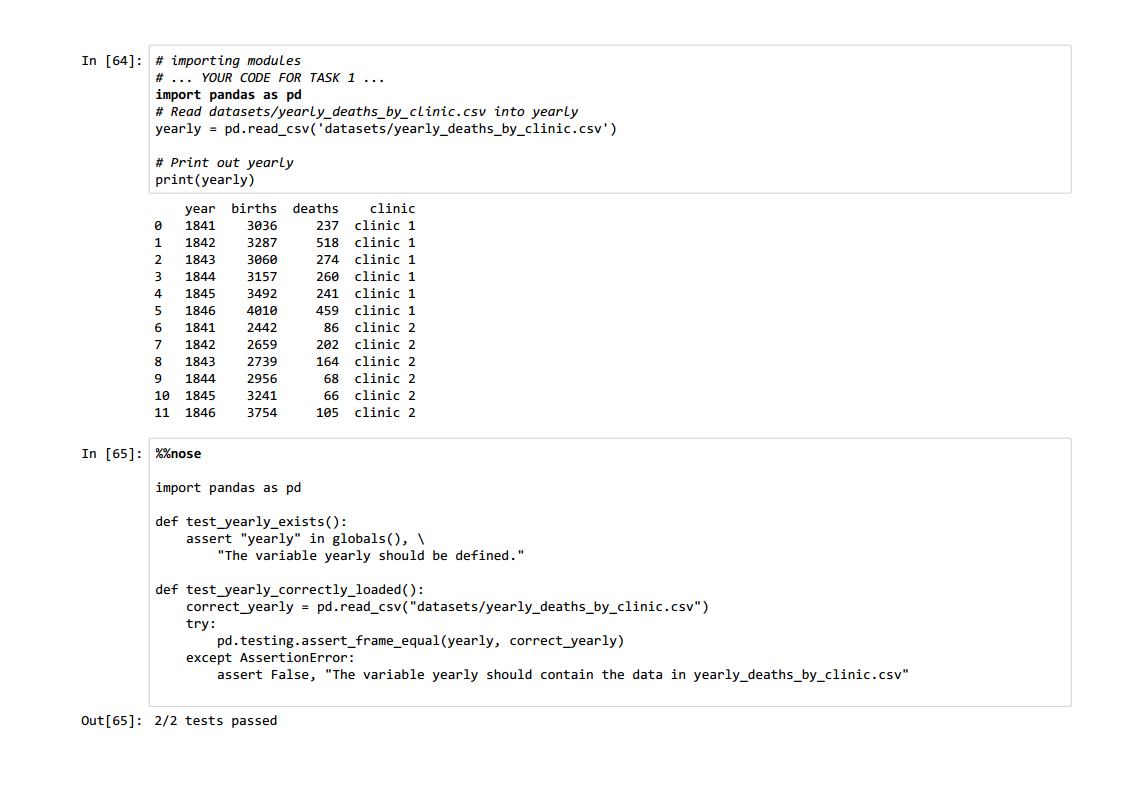 In [64]: # importing modules
# ... YOUR CODE FOR TASK 1 ...
import pandas as pd
# Read datasets/yearly_deaths_by_clinic.csv into yearly
yearly = pd.read_csv('datasets/yearly_deaths_by_clinic.csv')

# Print out yearly
print(yearly)
    year  births  deaths    clinic
0   1841    3036     237  clinic 1
1   1842    3287     518  clinic 1
2   1843    3060     274  clinic 1
3   1844    3157     260  clinic 1
4   1845    3492     241  clinic 1
5   1846    4010     459  clinic 1
6   1841    2442      86  clinic 2
7   1842    2659     202  clinic 2
8   1843    2739     164  clinic 2
9   1844    2956      68  clinic 2
10  1845    3241      66  clinic 2
11  1846    3754     105  clinic 2
In [65]: %%nose

import pandas as pd

def test_yearly_exists():
    assert "yearly" in globals(), \
        "The variable yearly should be defined."

def test_yearly_correctly_loaded():
    correct_yearly = pd.read_csv("datasets/yearly_deaths_by_clinic.csv")
    try:
        pd.testing.assert_frame_equal(yearly, correct_yearly)
    except AssertionError:
        assert False, "The variable yearly should contain the data in yearly_deaths_by_clinic.csv"
Out[65]: 2/2 tests passed